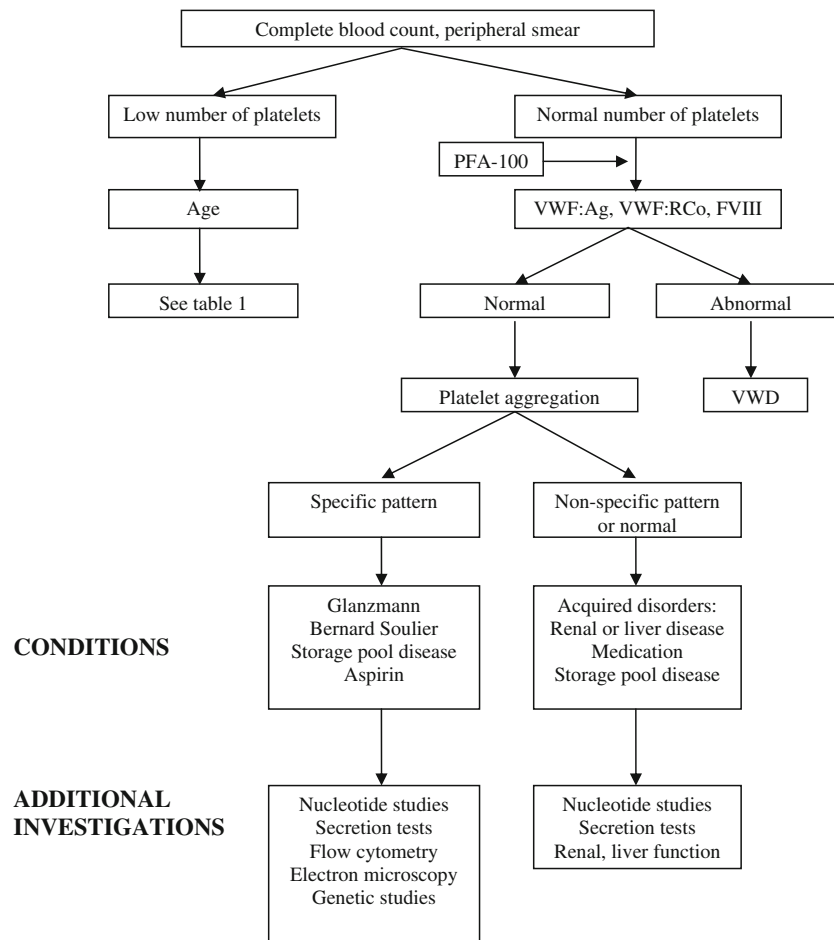 Complete blood count, peripheral smear
Low number of platelets
Normal number of platelets
PFA-100
Age
VWF:Ag, VWF:RCo, FVIII
See table 1
Normal
Abnormal
Platelet aggregation
VWD
Specific pattern
Non-specific pattern
or normal
CONDITIONS
Glanzmann
Bernard Soulier
Storage pool disease
Aspirin
Acquired disorders:
Renal or liver disease
Medication
Storage pool disease
ADDITIONAL
INVESTIGATIONS
Nucleotide studies
Secretion tests
Flow cytometry
Electron microscopy
Genetic studies
Nucleotide studies
Secretion tests
Renal, liver function